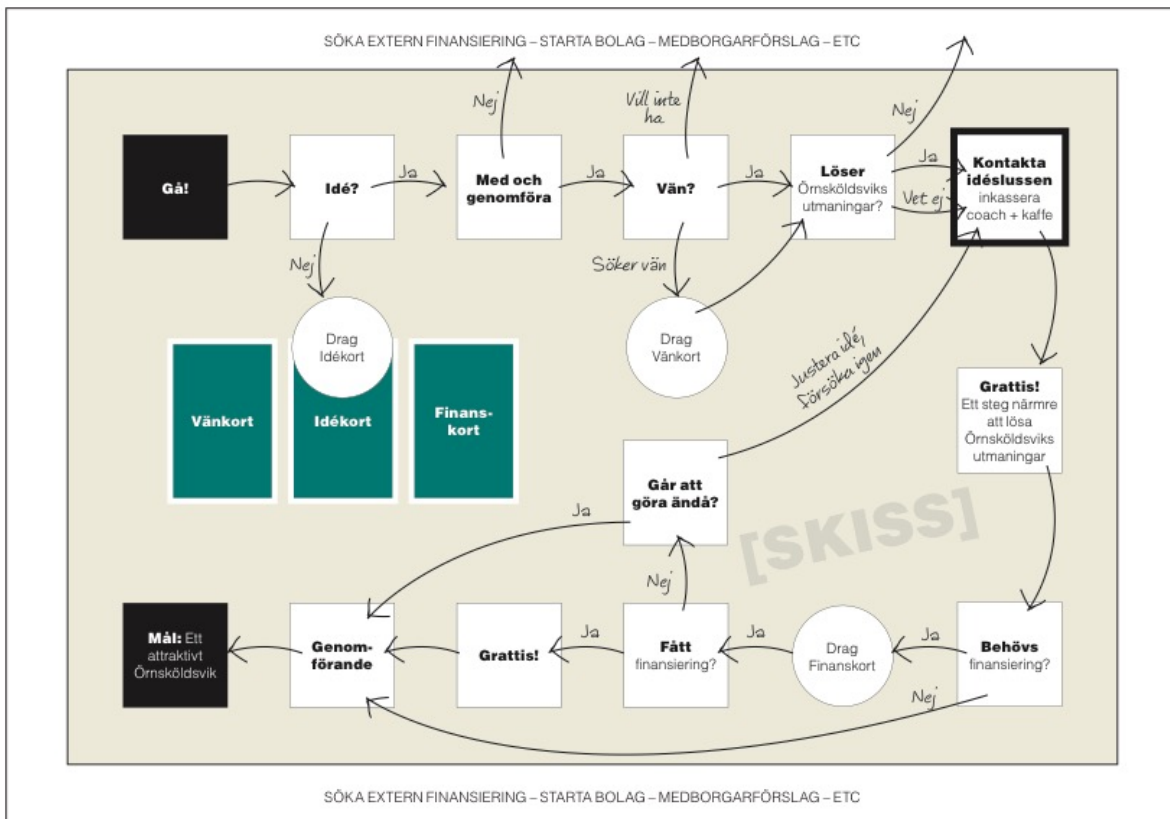 SÖKA EXTERN FINANSIERING – STARTA BOLAG – MEDBORGARFÖRSLAG – ETC
Nej
Vill inte
ha
Nej
Gå!
Idé?
Ja
Med och
genomföra
Ja
Vän?
Ja
Löser
Örnsköldsviks
utmaningar?
Ja
Vet ej
Kontakta
idéslussen
inkassera
coach + kaffe
Nej
Söker vän
Drag
Idékort
Drag
Vänkort
Justera idé,
försöka igen
Vänkort
Idékort
Finans-
kort
Grattis!
Ett steg närmre
att lösa
Örnsköldsviks
utmaningar
Går att
göra ändå?
Ja
[SKISS]
Nej
Mål: Ett
attraktivt
Örnsköldsvik
Genom-
förande
Grattis!
Ja
Fått
finansiering?
Ja
Drag
Finanskort
Ja
Behövs
finansiering?
Nej
SÖKA EXTERN FINANSIERING – STARTA BOLAG – MEDBORGARFÖRSLAG – ETC